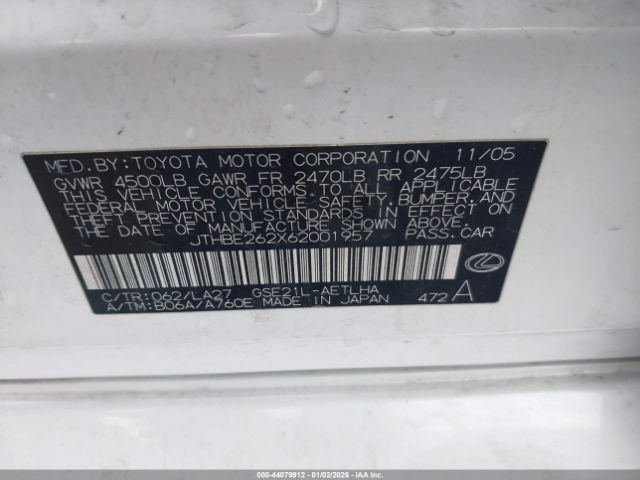 MFD.BY:TOYOTA MOTOR CORPORATION 11/05
GVWR 4500LB GAWR FR 2470LB RR 2475LB
THIS VEHICLE CONFORMS TO ALL APPLICABLE
FEDERAL MOTOR VEHICLE SAFETY,BUMPER,AND
THEFT PREVENTION STANDARDS IN EFFECT ON
THE DATE OF MANUFACTURE SHOWN ABOVE.
JTHBE262X62001957 PASS.CAR
C/TR:062/LA27 GSE21L-AETLHA
A/TM:B06A/A760E MADE IN JAPAN 472 A
000-44079912 - 01/02/2026 - IAAI.COM